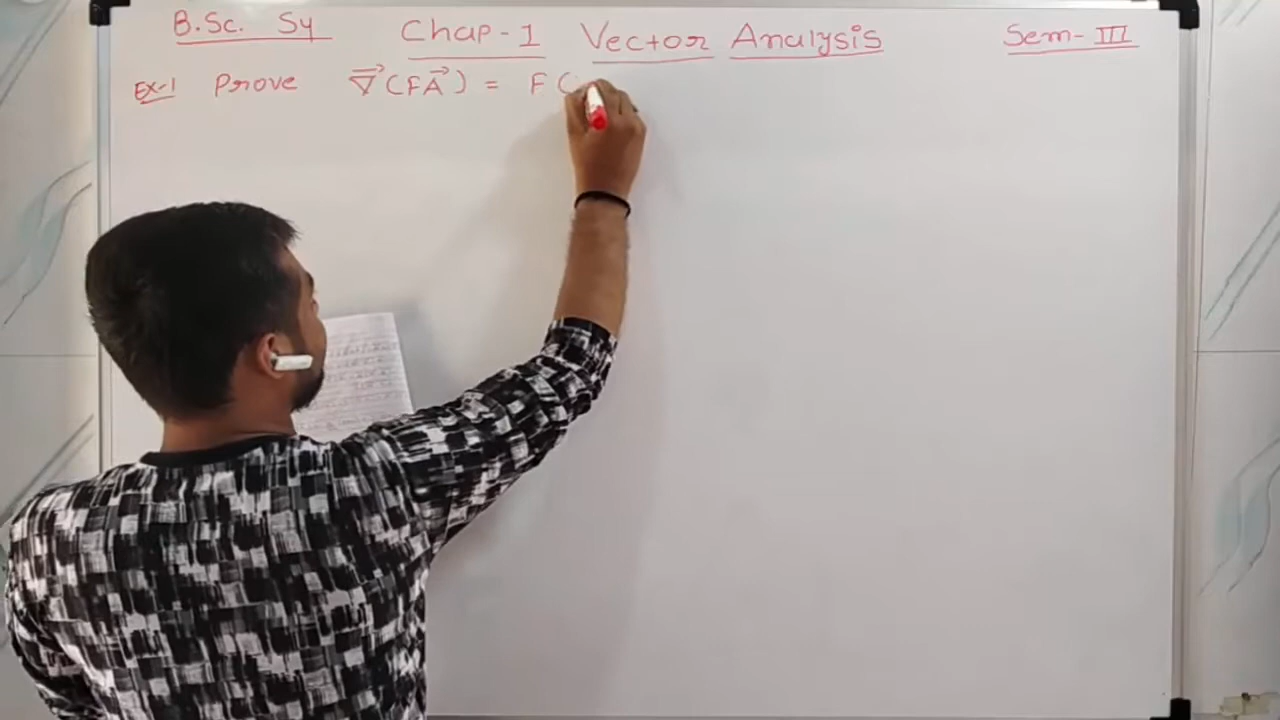 B.Sc. Sy Chap-1 Vector Analysis Sem-III
Ex-1 Prove ∇⃗(FA⃗) = F (